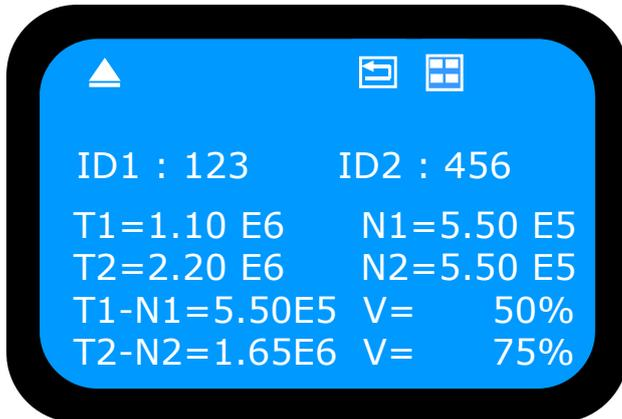 ID1 : 123 ID2 : 456
T1=1.10 E6 N1=5.50 E5
T2=2.20 E6 N2=5.50 E5
T1-N1=5.50E5 V= 50%
T2-N2=1.65E6 V= 75%